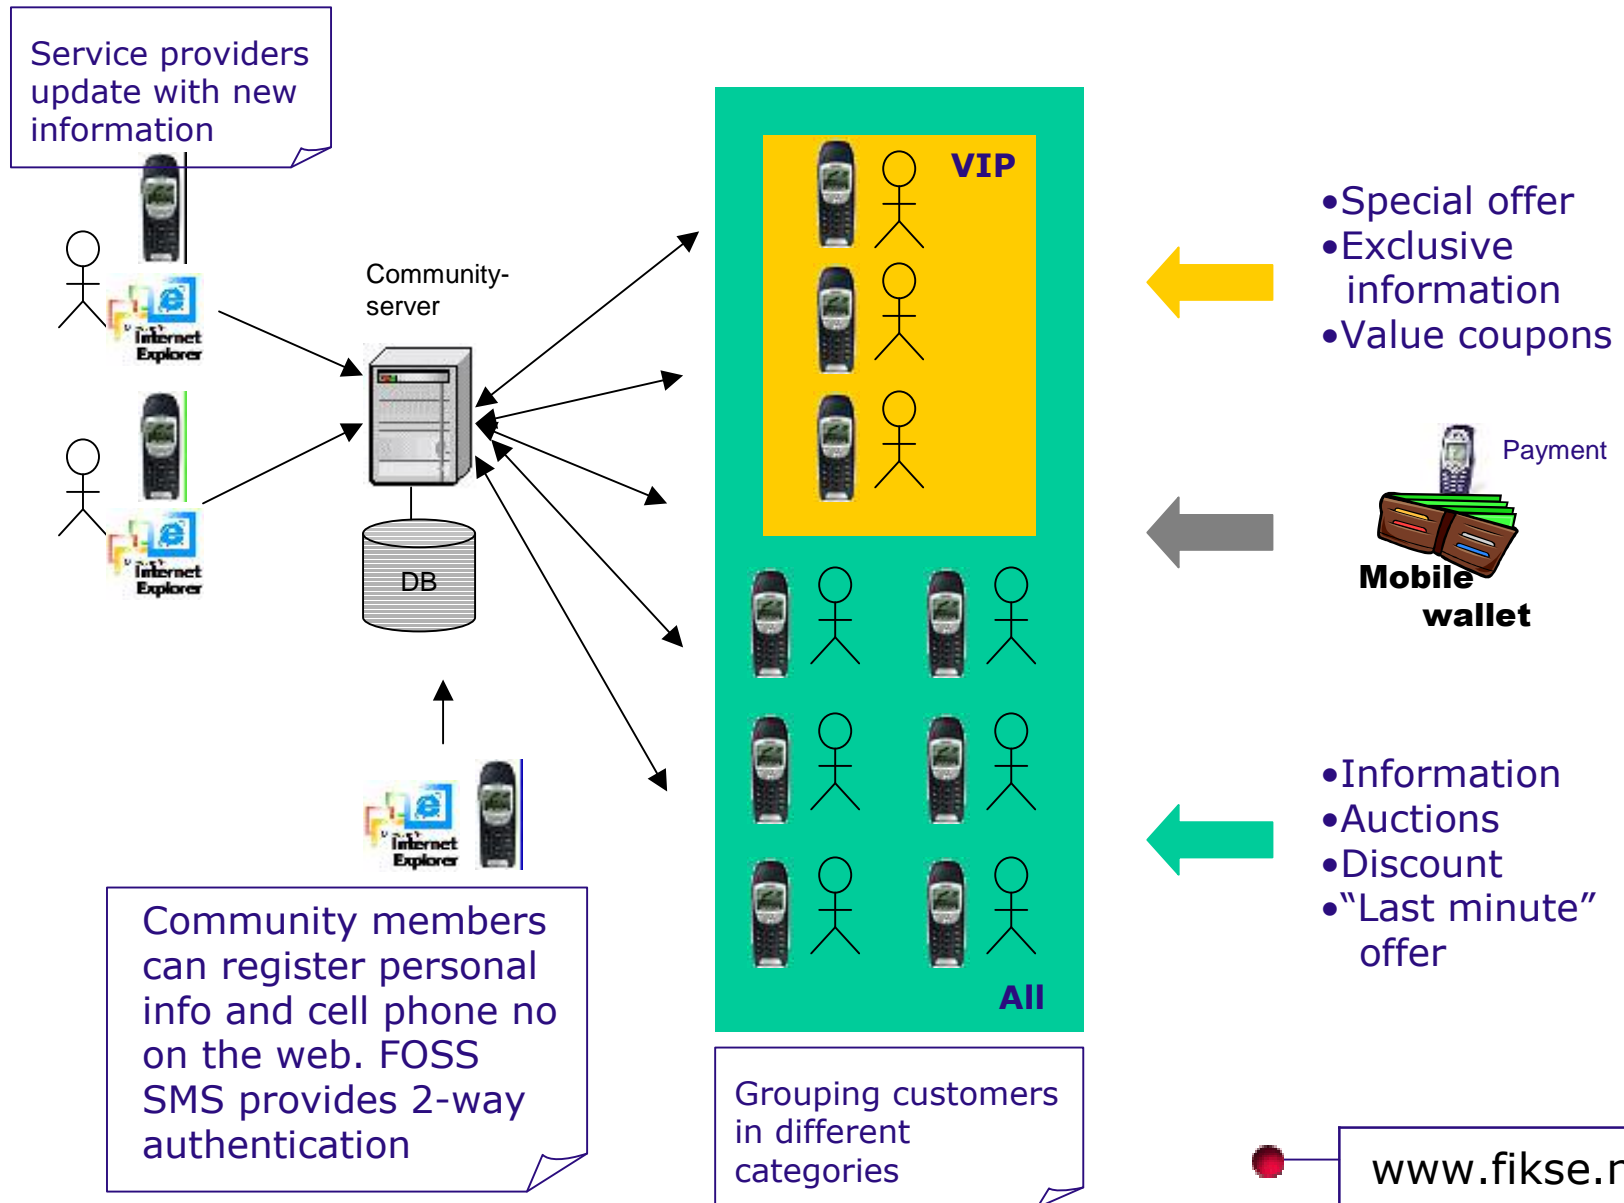 Service providers
update with new
information
Internet
Explorer
Internet
Explorer
Community-
server
DB
Internet
Explorer
Community members
can register personal
info and cell phone no
on the web. FOSS
SMS provides 2-way
authentication
VIP
All
Grouping customers
in different
categories
•Special offer
•Exclusive
information
•Value coupons
Payment
Mobile
wallet
•Information
•Auctions
•Discount
•“Last minute”
offer
www.fikse.n